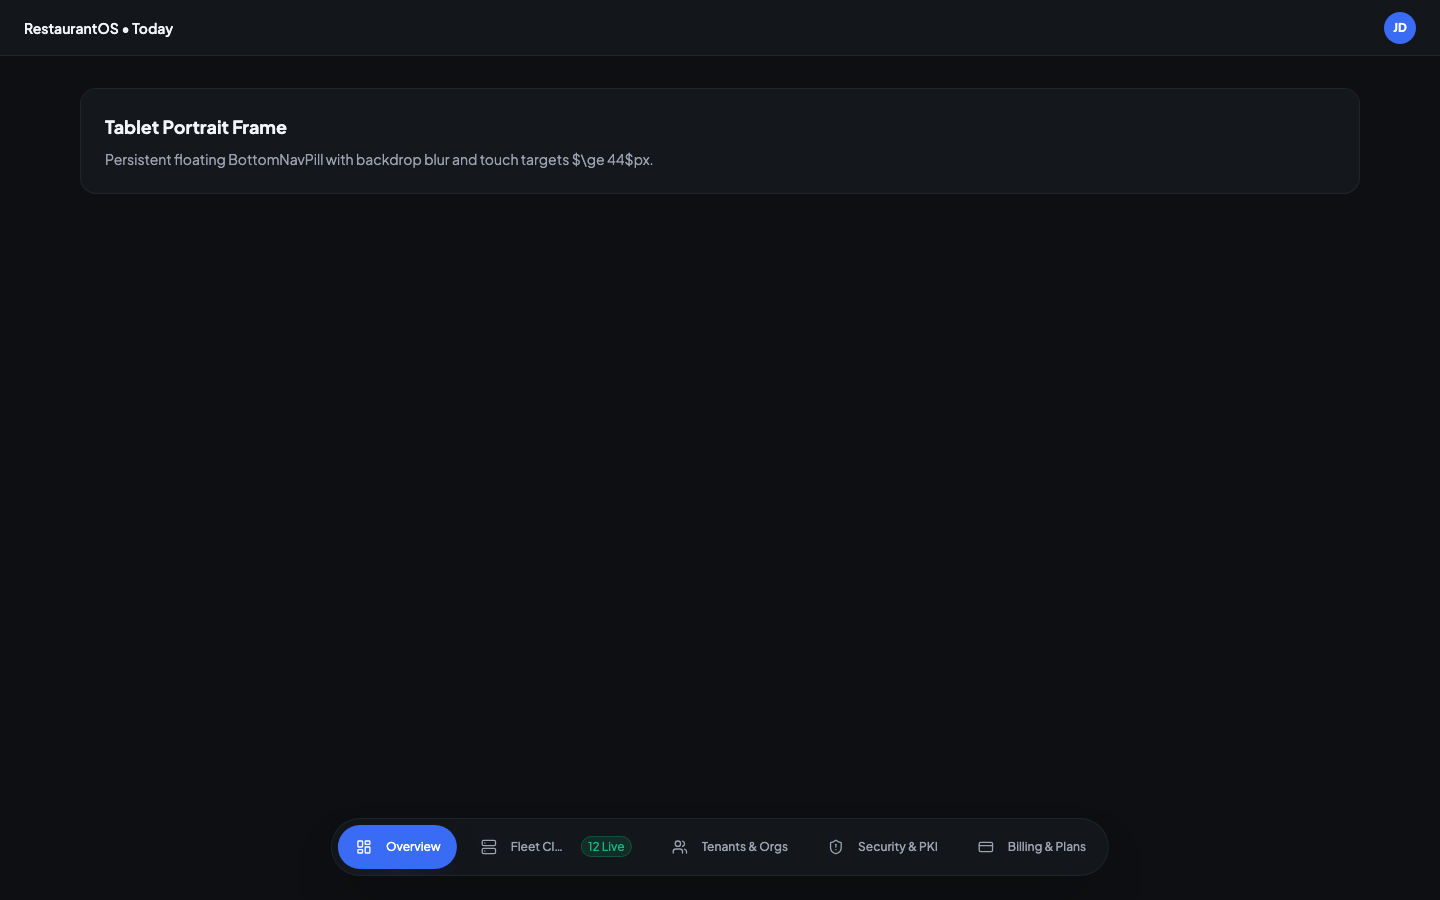 RestaurantOS • Today
JD
Tablet Portrait Frame
Persistent floating BottomNavPill with backdrop blur and touch targets $\ge 44$px.
Overview
Fleet Cl...
12 Live
Tenants & Orgs
Security & PKI
Billing & Plans